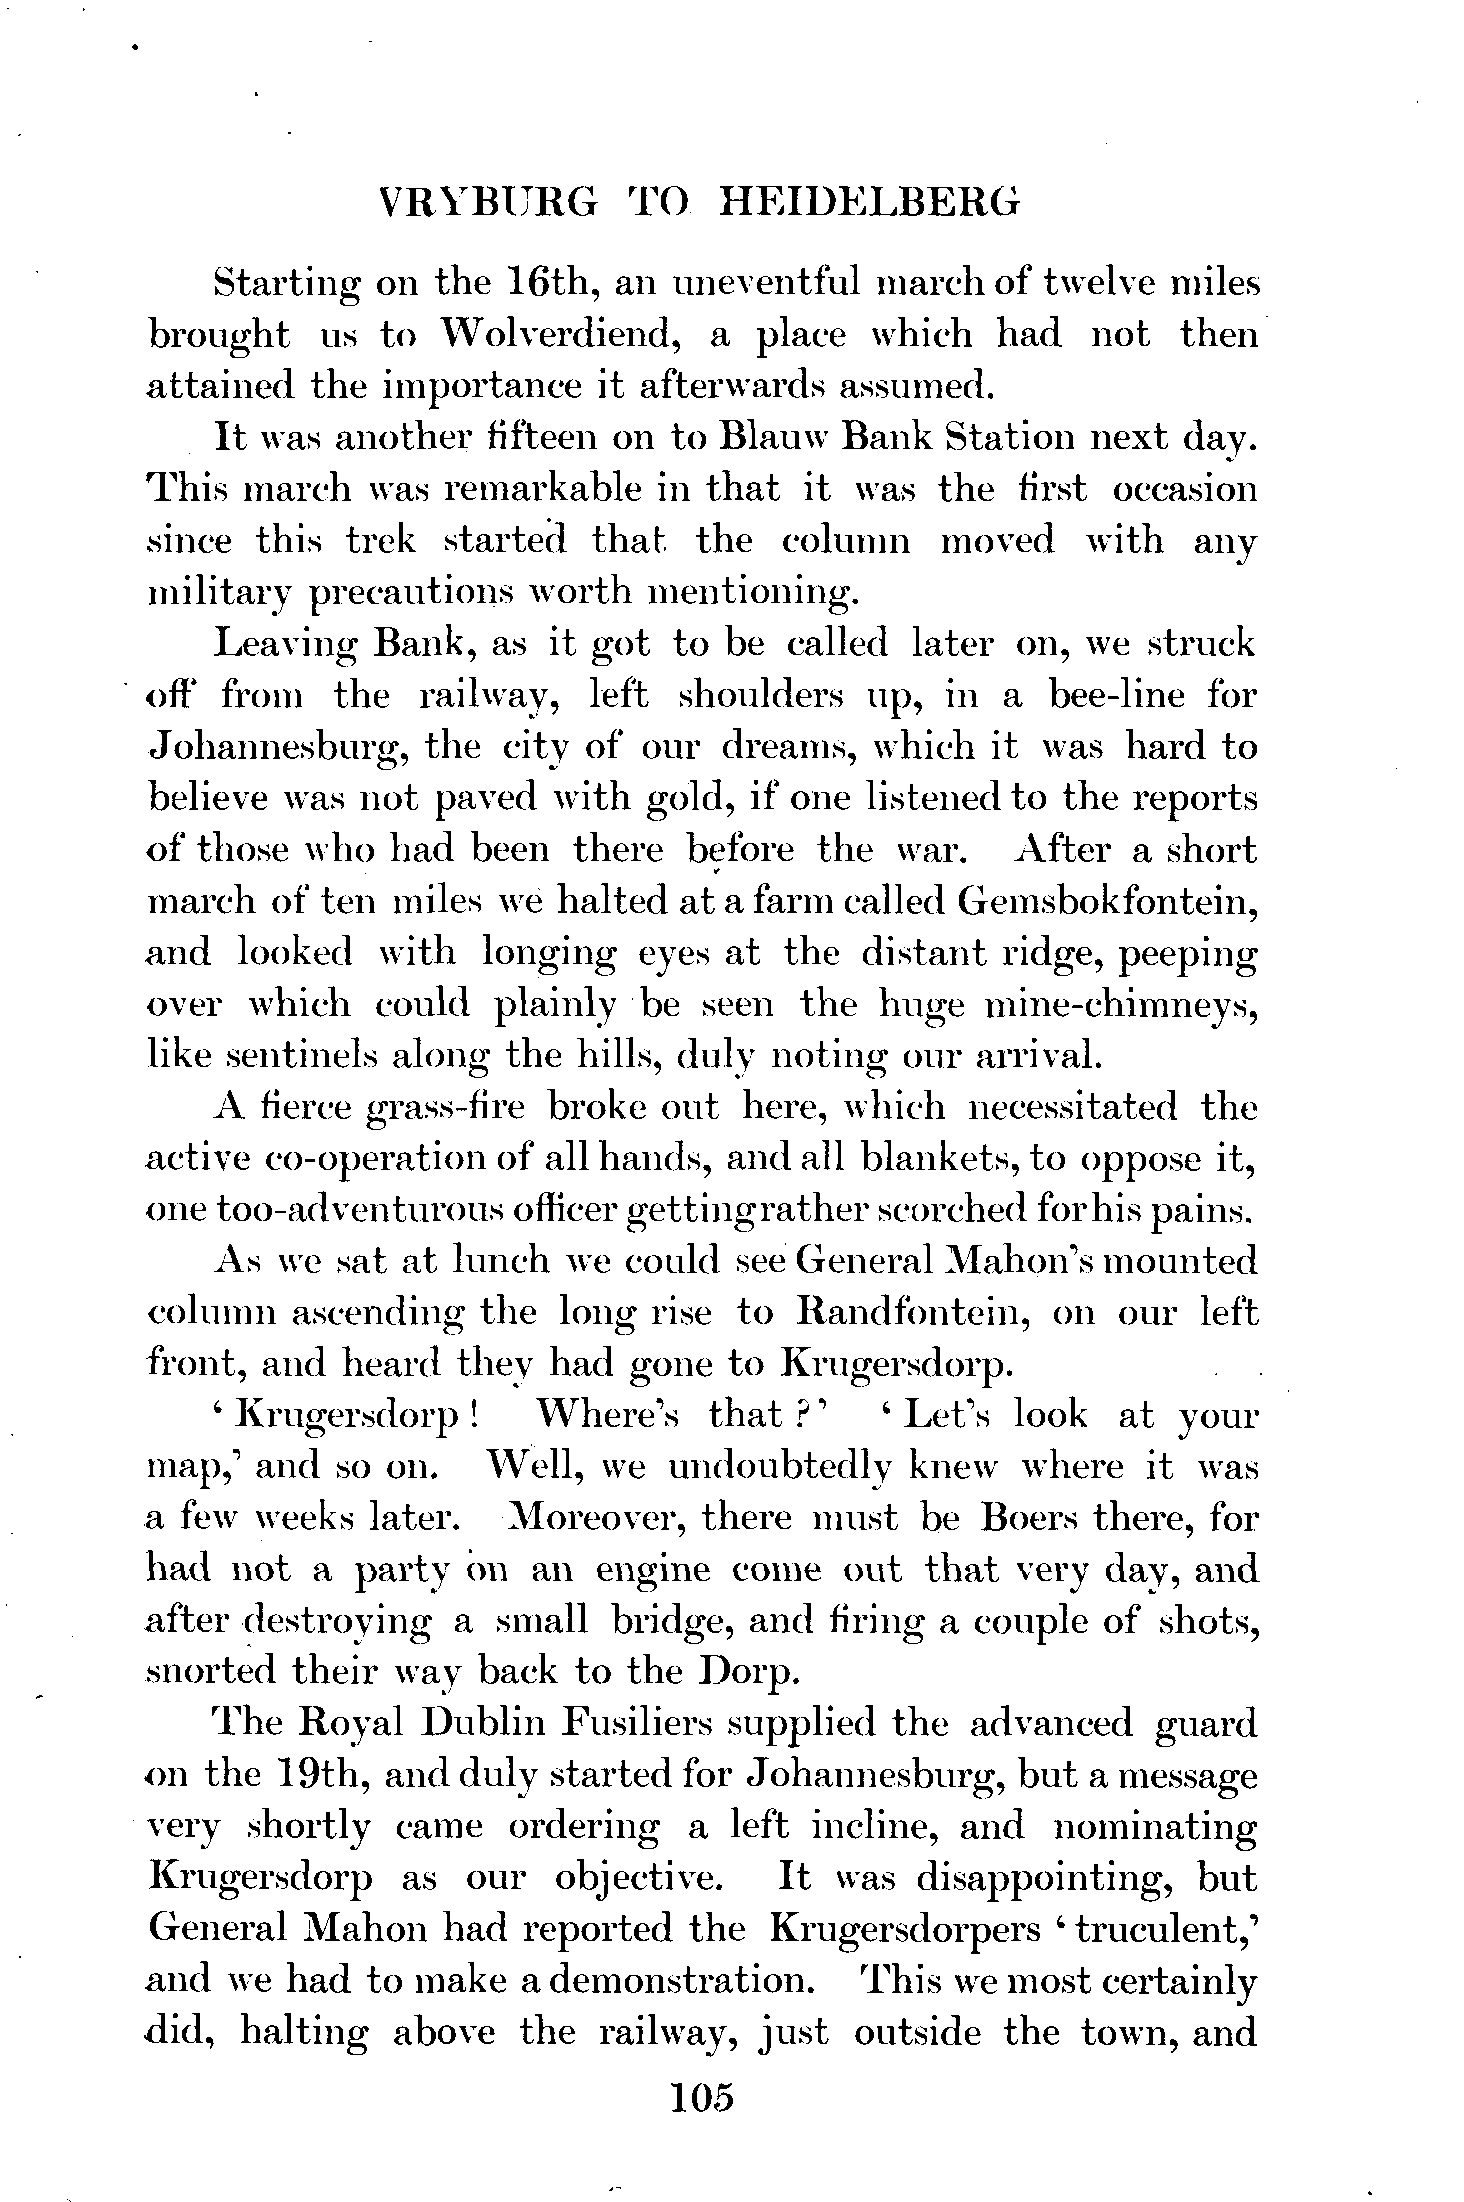 VRYBURG TO HEIDELBERG
Starting on the 16th, an uneventful march of twelve miles
brought us to Wolverdiend, a place which had not then
attained the importance it afterwards assumed.
It was another fifteen on to Blauw Bank Station next day.
This march was remarkable in that it was the first occasion
since this trek started that the column moved with any
military precautions worth mentioning.
Leaving Bank, as it got to be called later on, we struck
off from the railway, left shoulders up, in a bee-line for
Johannesburg, the city of our dreams, which it was hard to
believe was not paved with gold, if one listened to the reports
of those who had been there before the war. After a short
march of ten miles we halted at a farm called Gemsbokfontein,
and looked with longing eyes at the distant ridge, peeping
over which could plainly be seen the huge mine-chimneys,
like sentinels along the hills, duly noting our arrival.
A fierce grass-fire broke out here, which necessitated the
active co-operation of all hands, and all blankets, to oppose it,
one too-adventurous officer getting rather scorched for his pains.
As we sat at lunch we could see General Mahon's mounted
column ascending the long rise to Randfontein, on our left
front, and heard they had gone to Krugersdorp.
‘ Krugersdorp ! Where's that ?’ ‘ Let's look at your
map,’ and so on. Well, we undoubtedly knew where it was
a few weeks later. Moreover, there must be Boers there, for
had not a party on an engine come out that very day, and
after destroying a small bridge, and firing a couple of shots,
snorted their way back to the Dorp.
The Royal Dublin Fusiliers supplied the advanced guard
on the 19th, and duly started for Johannesburg, but a message
very shortly came ordering a left incline, and nominating
Krugersdorp as our objective. It was disappointing, but
General Mahon had reported the Krugersdorpers ‘ truculent,’
and we had to make a demonstration. This we most certainly
did, halting above the railway, just outside the town, and
105